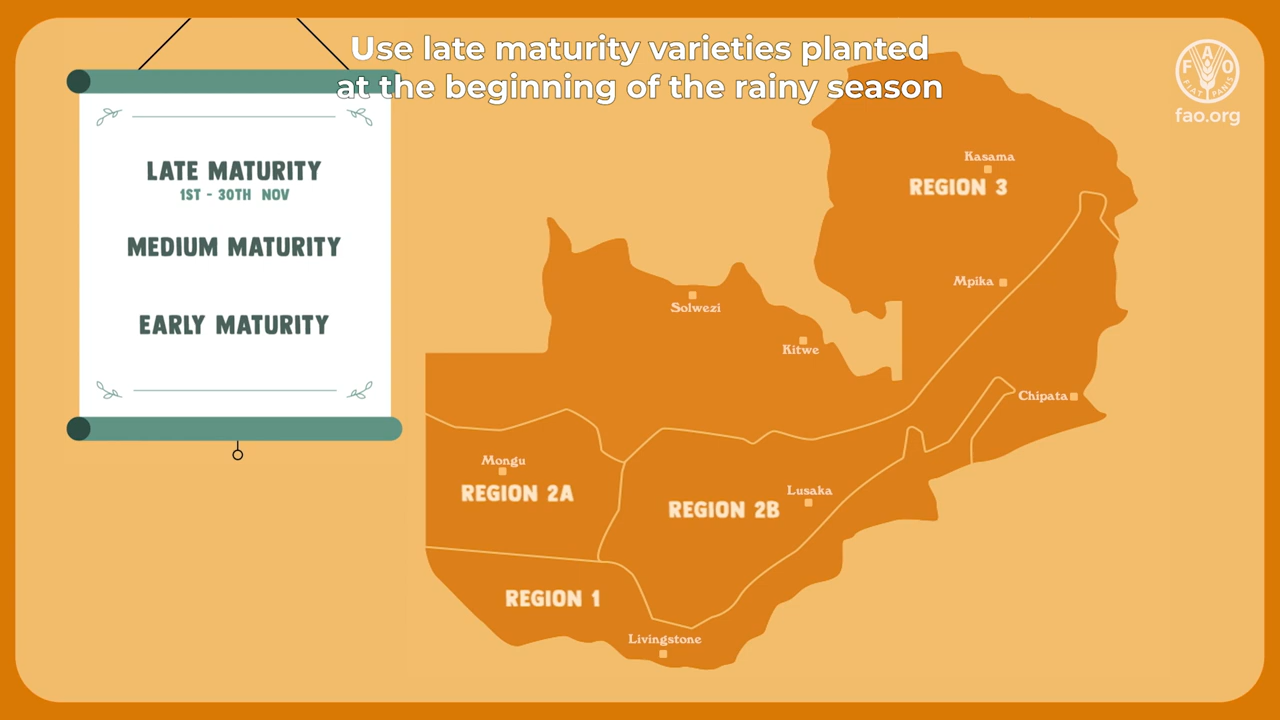 Use late maturity varieties planted
at the beginning of the rainy season
FAO
FIAT PANIS
fao.org
LATE MATURITY
1ST - 30TH NOV
MEDIUM MATURITY
EARLY MATURITY
Kasama
REGION 3
Mpika
Solwezi
Kitwe
Chipata
Mongu
REGION 2A
Lusaka
REGION 2B
REGION 1
Livingstone